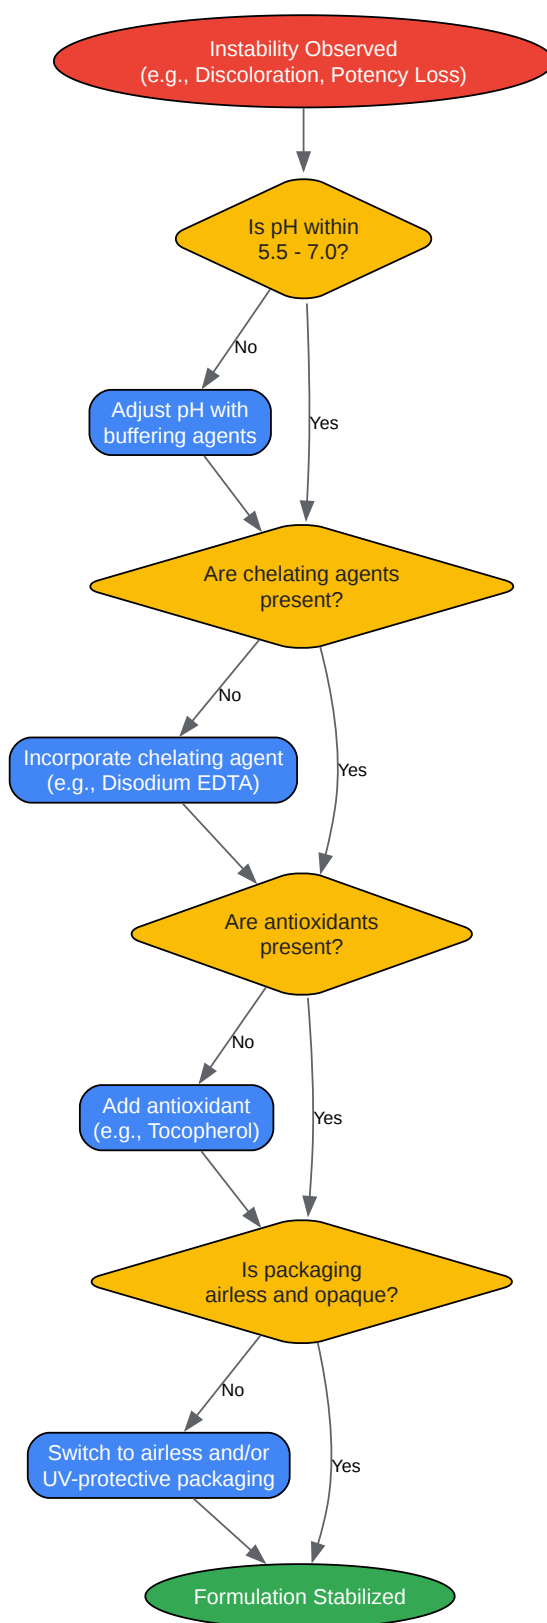 Instability Observed
(e.g., Discoloration, Potency Loss)
Is pH within
5.5 - 7.0?
No
Yes
Adjust pH with
buffering agents
Are chelating agents
present?
No
Yes
Incorporate chelating agent
(e.g., Disodium EDTA)
Are antioxidants
present?
No
Yes
Add antioxidant
(e.g., Tocopherol)
Is packaging
airless and opaque?
No
Yes
Switch to airless and/or
UV-protective packaging
Formulation Stabilized